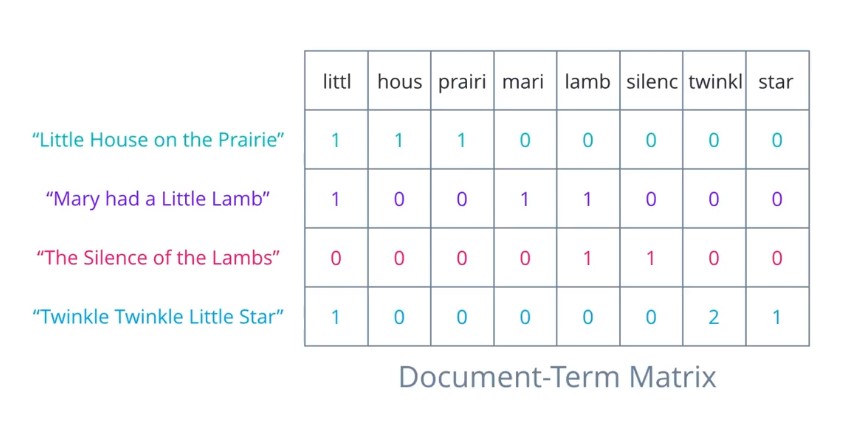 littl hous prairi mari lamb silenc twinkl star
“Little House on the Prairie” 1 1 1 0 0 0 0 0
“Mary had a Little Lamb” 1 0 0 1 1 0 0 0
“The Silence of the Lambs” 0 0 0 0 1 1 0 0
“Twinkle Twinkle Little Star” 1 0 0 0 0 0 2 1
Document-Term Matrix